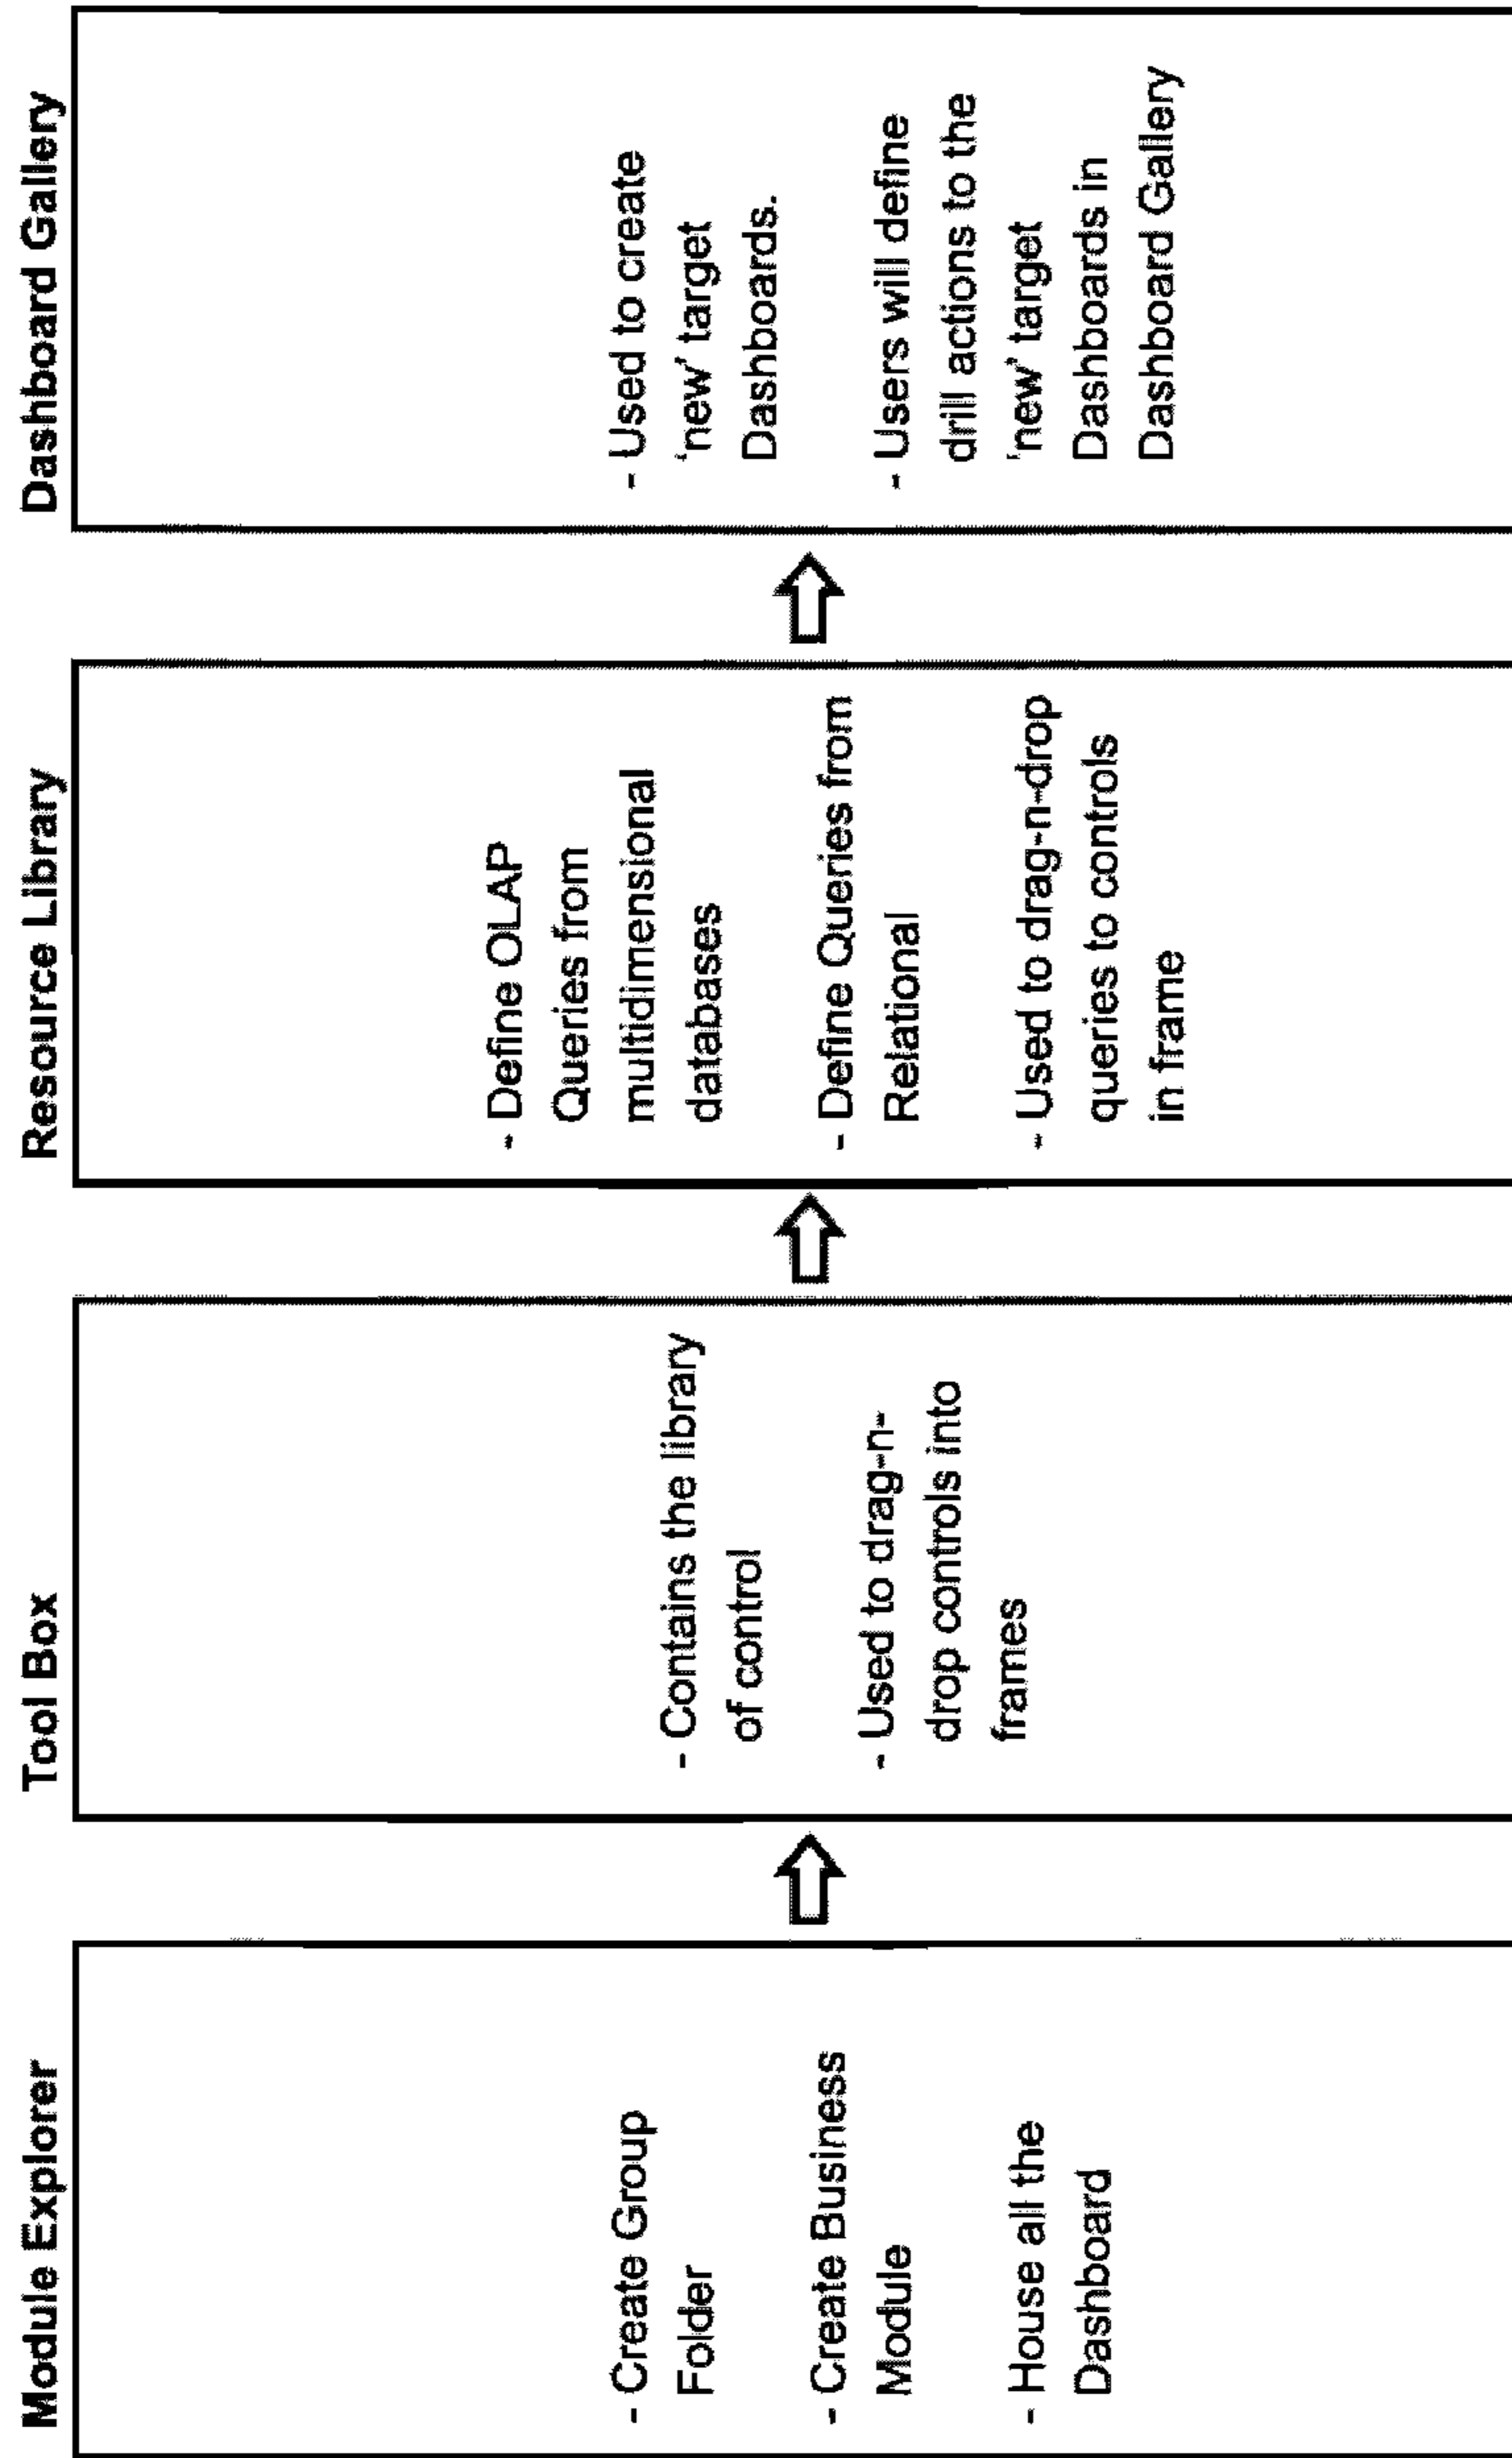 Module Explorer
- Create Group
Folder
- Create Business
Module
- House all the
Dashboard
Tool Box
- Contains the library
of control
- Used to drag-n-
drop controls into
frames
Resource Library
- Define OLAP
Queries from
multidimensional
databases
- Define Queries from
Relational
- Used to drag-n-drop
queries to controls
in frame
Dashboard Gallery
- Used to create
'new' target
Dashboards.
- Users will define
drill actions to the
'new' target
Dashboards in
Dashboard Gallery